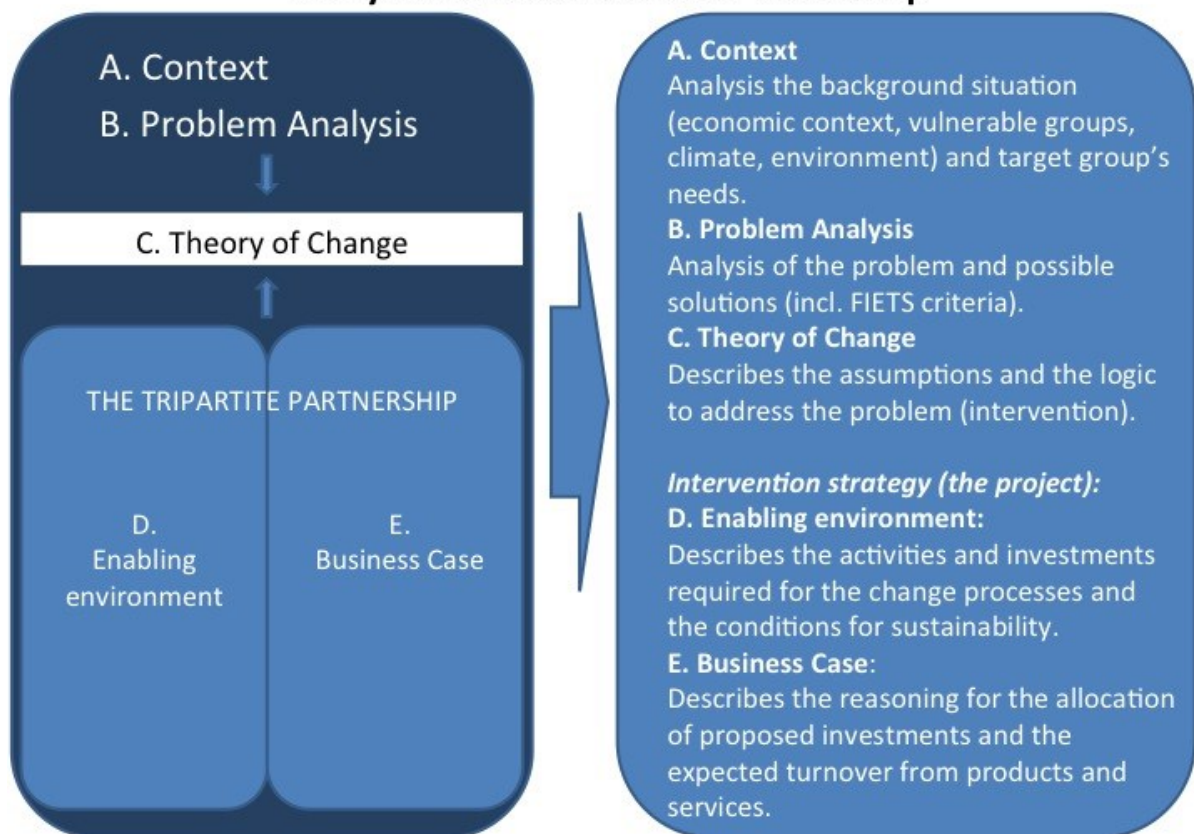 A. Context
B. Problem Analysis
C. Theory of Change
THE TRIPARTITE PARTNERSHIP
D.
Enabling
environment
E.
Business Case
A. Context
Analysis the background situation
(economic context, vulnerable groups,
climate, environment) and target group's
needs.
B. Problem Analysis
Analysis of the problem and possible
solutions (incl. FIETS criteria).
C. Theory of Change
Describes the assumptions and the logic
to address the problem (intervention).
Intervention strategy (the project):
D. Enabling environment:
Describes the activities and investments
required for the change processes and
the conditions for sustainability.
E. Business Case:
Describes the reasoning for the allocation
of proposed investments and the
expected turnover from products and
services.